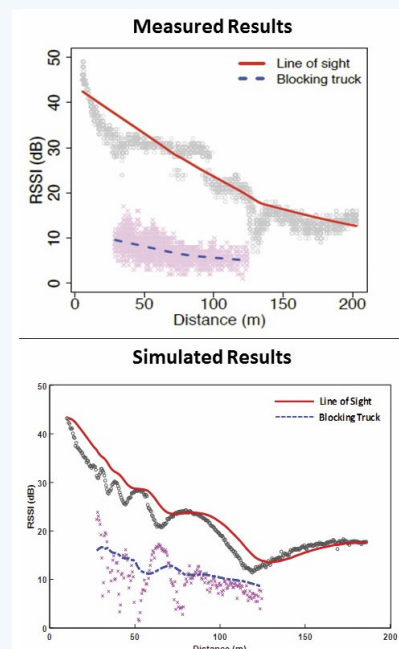 Measured Results
50
40
30
20
10
0
RSSI (dB)
Line of sight
Blocking truck
0
50
100
150
200
Distance (m)
Simulated Results
50
40
30
20
10
0
RSSI (dB)
Line of Sight
Blocking Truck
0
50
100
150
200
Distance (m)